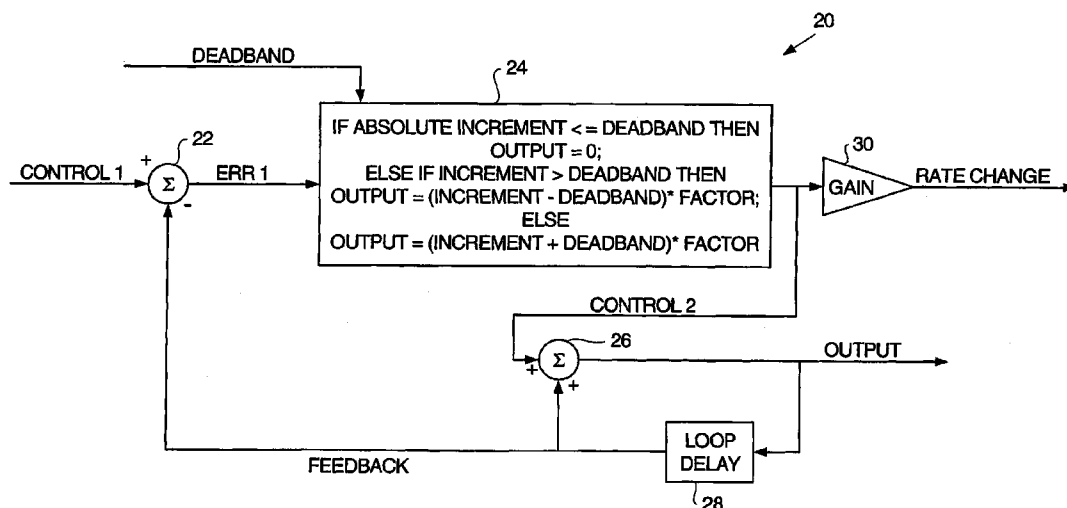 20
DEADBAND
24
IF ABSOLUTE INCREMENT <= DEADBAND THEN
OUTPUT = 0;
ELSE IF INCREMENT > DEADBAND THEN
OUTPUT = (INCREMENT - DEADBAND)* FACTOR;
ELSE
OUTPUT = (INCREMENT + DEADBAND)* FACTOR
22
+
CONTROL 1
Σ
-
ERR 1
30
GAIN
RATE CHANGE
CONTROL 2
26
Σ
+
+
OUTPUT
LOOP
DELAY
FEEDBACK
28